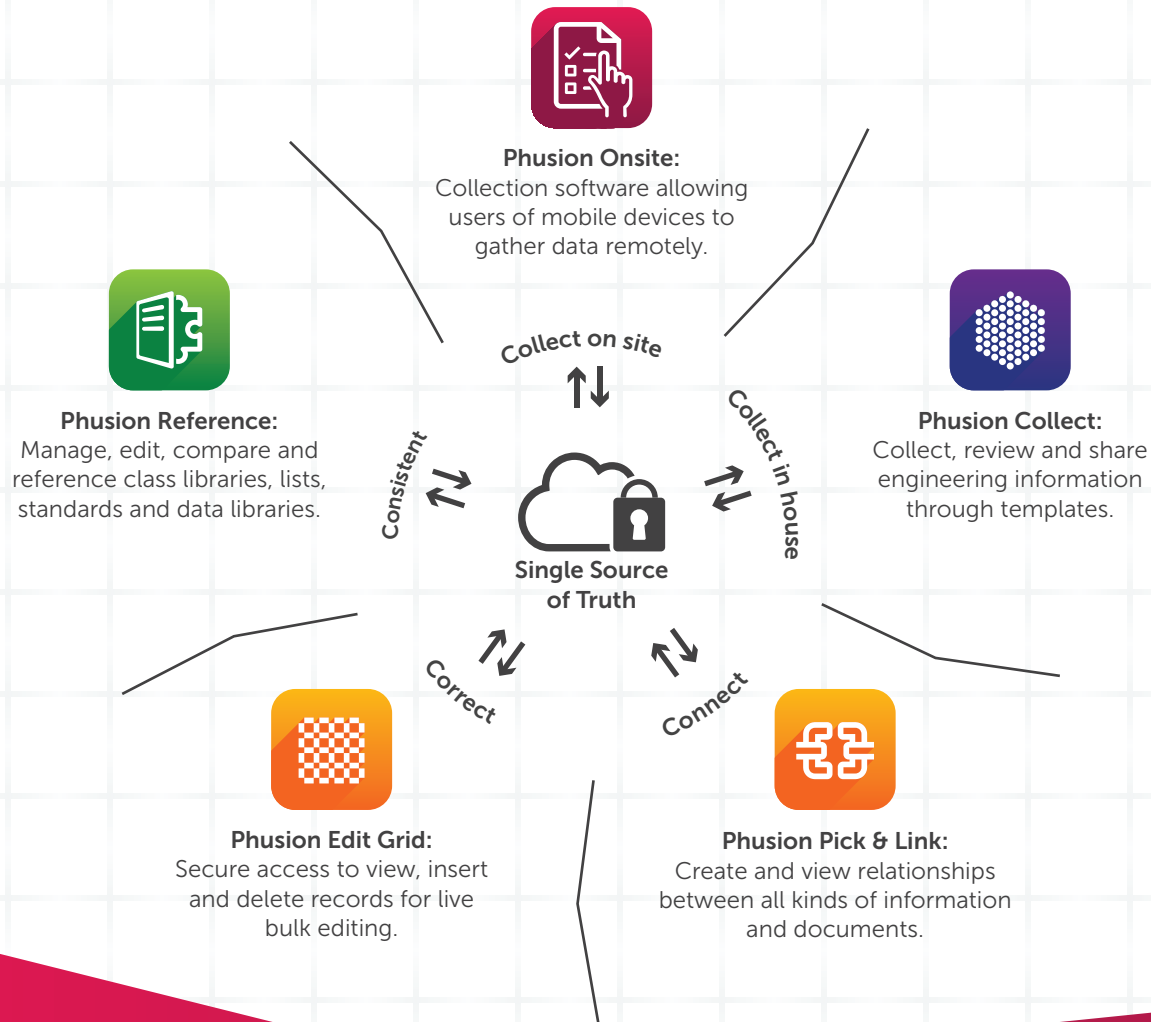 Phusion Onsite:
Collection software allowing
users of mobile devices to
gather data remotely.
Collect on site
Phusion Reference:
Manage, edit, compare and
reference class libraries, lists,
standards and data libraries.
Consistent
Collect in house
Phusion Collect:
Collect, review and share
engineering information
through templates.
Single Source
of Truth
Correct
Connect
Phusion Edit Grid:
Secure access to view, insert
and delete records for live
bulk editing.
Phusion Pick & Link:
Create and view relationships
between all kinds of information
and documents.